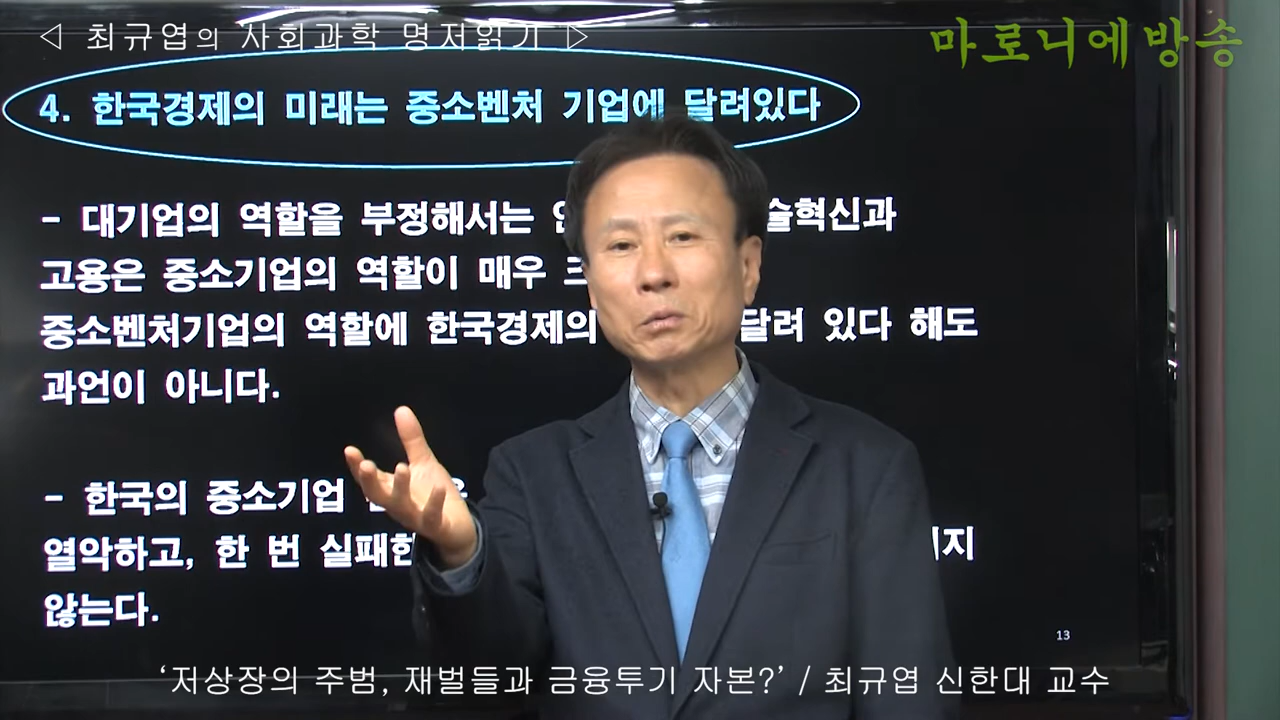 ◁ 최규엽의 사회과학 명저읽기 ▷
마로니에방송
4. 한국경제의 미래는 중소벤처 기업에 달려있다
- 대기업의 역할을 부정해서는 술혁신과
고용은 중소기업의 역할이 매우
중소벤처기업의 역할에 한국경제의 달려 있다 해도
과언이 아니다.
- 한국의 중소기업
열악하고, 한 번 실패한 지
않는다.
13
‘저상장의 주범, 재벌들과 금융투기 자본?’ / 최규엽 신한대 교수